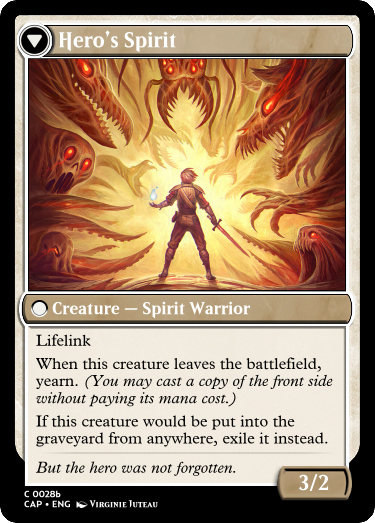 Hero's Spirit
Creature — Spirit Warrior
Lifelink
When this creature leaves the battlefield,
yearn. (You may cast a copy of the front side
without paying its mana cost.)
If this creature would be put into the
graveyard from anywhere, exile it instead.
But the hero was not forgotten.
3/2
C 0028b
CAP • ENG Virginie Juteau